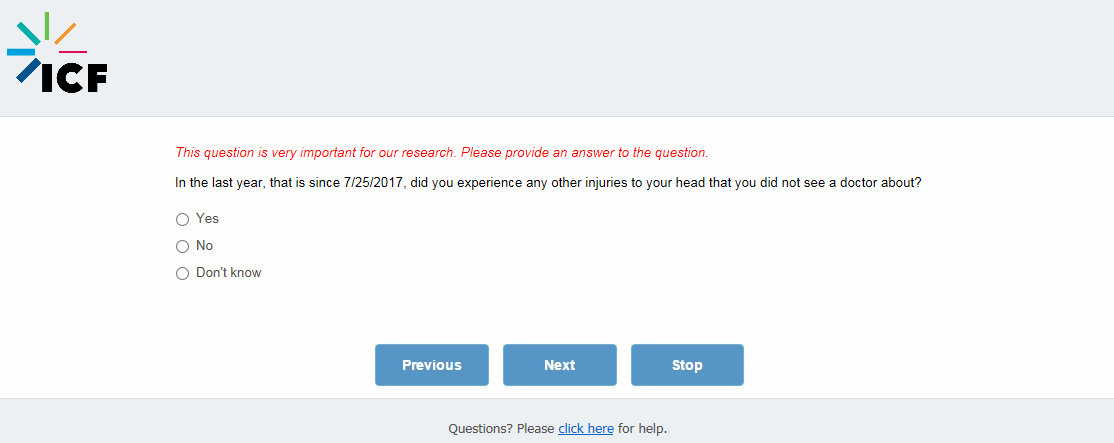 ICF
This question is very important for our research. Please provide an answer to the question.
In the last year, that is since 7/25/2017, did you experience any other injuries to your head that you did not see a doctor about?
Yes
No
Don't know
Previous Next Stop
Questions? Please click here for help.